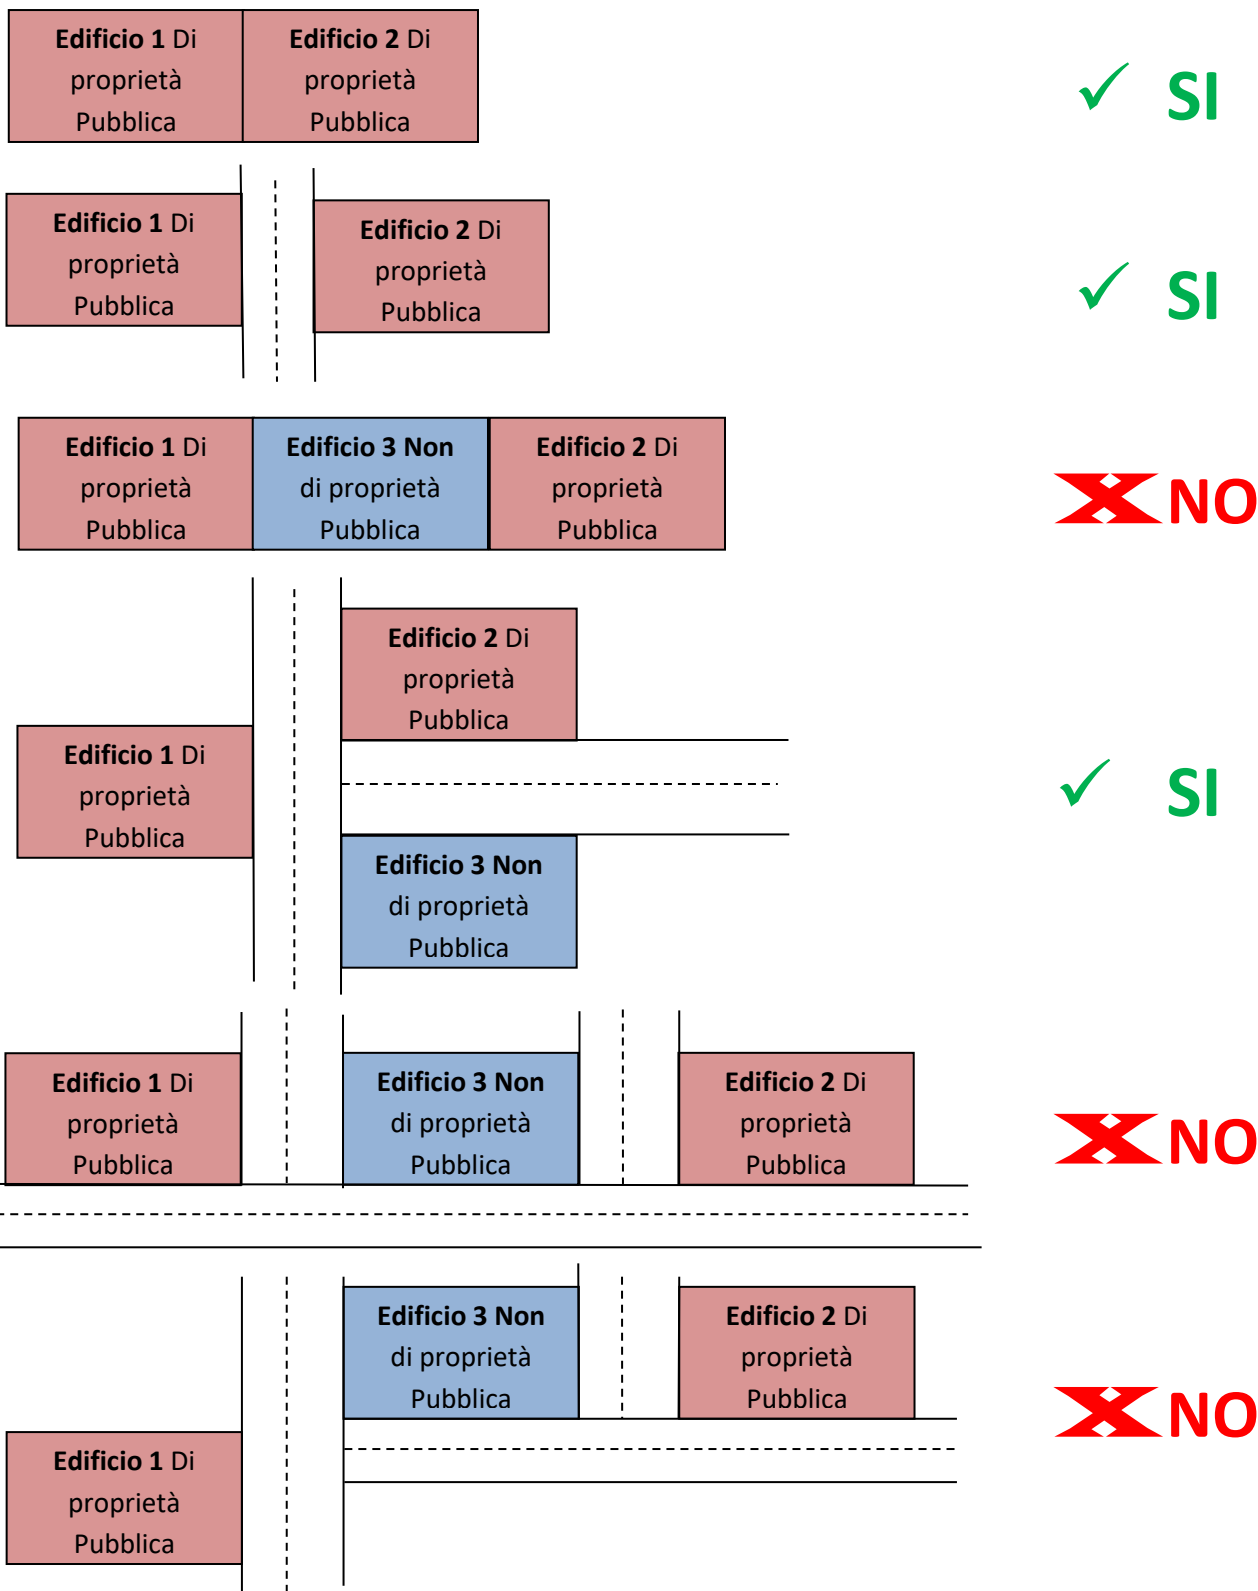 Edificio 1 Di
proprietà
Pubblica
Edificio 2 Di
proprietà
Pubblica
SI
Edificio 1 Di
proprietà
Pubblica
Edificio 2 Di
proprietà
Pubblica
SI
Edificio 1 Di
proprietà
Pubblica
Edificio 3 Non
di proprietà
Pubblica
Edificio 2 Di
proprietà
Pubblica
NO
Edificio 2 Di
proprietà
Pubblica
Edificio 1 Di
proprietà
Pubblica
SI
Edificio 3 Non
di proprietà
Pubblica
Edificio 1 Di
proprietà
Pubblica
Edificio 3 Non
di proprietà
Pubblica
Edificio 2 Di
proprietà
Pubblica
NO
Edificio 3 Non
di proprietà
Pubblica
Edificio 2 Di
proprietà
Pubblica
NO
Edificio 1 Di
proprietà
Pubblica